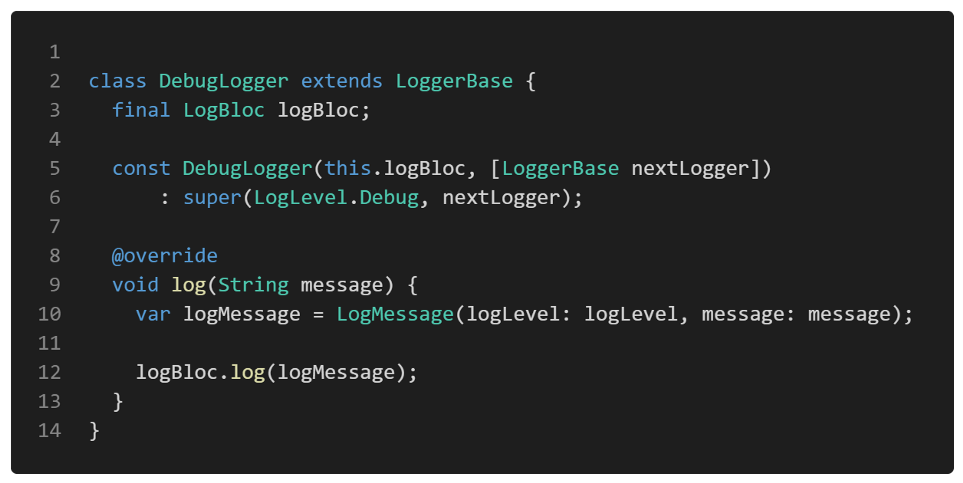 1
2 class DebugLogger extends LoggerBase {
3   final LogBloc logBloc;
4
5   const DebugLogger(this.logBloc, [LoggerBase nextLogger])
6       : super(LogLevel.Debug, nextLogger);
7
8   @override
9   void log(String message) {
10     var logMessage = LogMessage(logLevel: logLevel, message: message);
11
12     logBloc.log(logMessage);
13   }
14 }